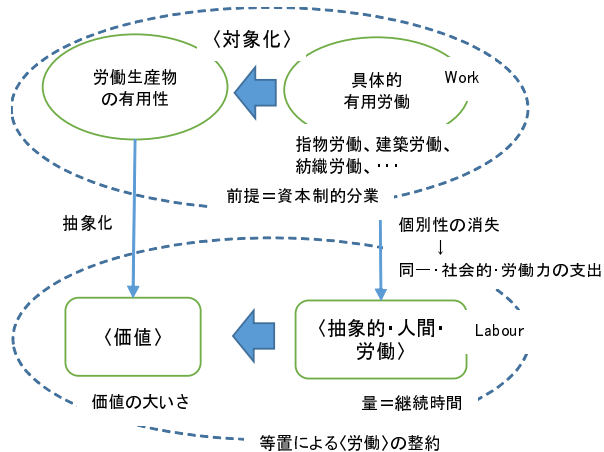 〈対象化〉
労働生産物
の有用性
具体的
有用労働
Work
指物労働、建築労働、
紡織労働、・・・
前提＝資本制的分業
抽象化
個別性の消失
↓
同一・社会的・労働力の支出
〈価値〉
〈抽象的・人間・
労働〉
Labour
価値の大いさ
量＝継続時間
等置による〈労働〉の整約